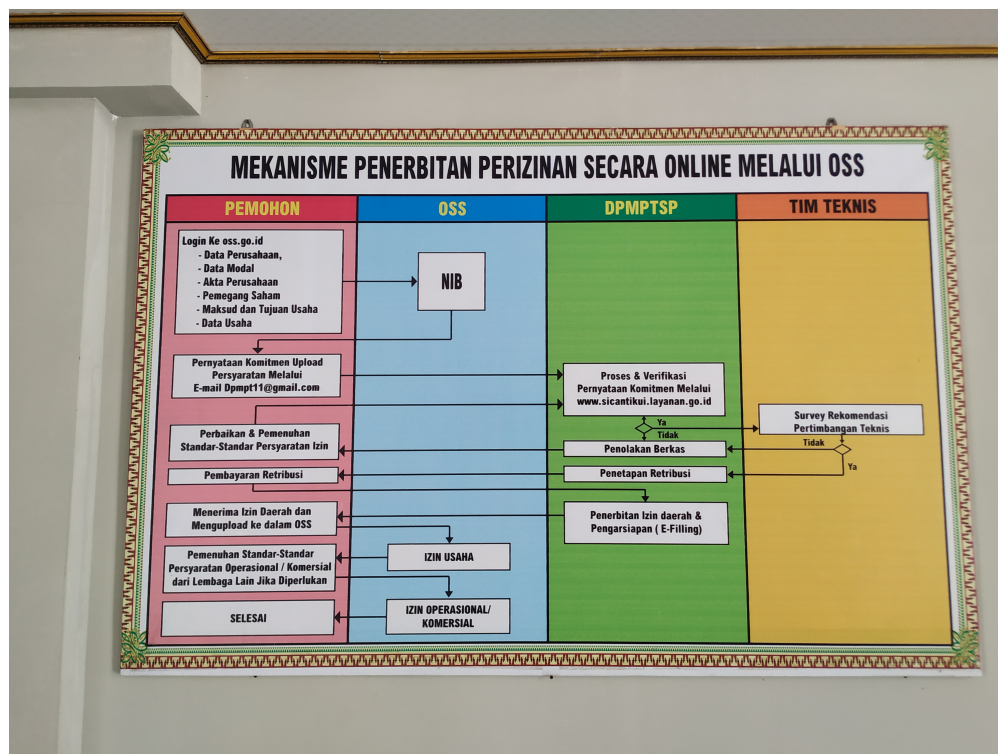 MEKANISME PENERBITAN PERIZINAN SECARA ONLINE MELALUI OSS
PEMOHON
OSS
DPMPTSP
TIM TEKNIS
Login Ke oss.go.id
- Data Perusahaan,
- Data Modal
- Akta Perusahaan
- Pemegang Saham
- Maksud dan Tujuan Usaha
- Data Usaha
NIB
Pernyataan Komitmen Upload
Persyaratan Melalui
E-mail Dpmpt11@gmail.com
Proses & Verifikasi
Pernyataan Komitmen Melalui
www.sicantikui.layanan.go.id
Ya
Tidak
Survey Rekomendasi
Pertimbangan Teknis
Tidak
Ya
Perbaikan & Pemenuhan
Standar-Standar Persyaratan Izin
Penolakan Berkas
Pembayaran Retribusi
Penetapan Retribusi
Menerima Izin Daerah dan
Mengupload ke dalam OSS
Penerbitan Izin daerah &
Pengarsiapan ( E-Filling)
Pemenuhan Standar-Standar
Persyaratan Operasional / Komersial
dari Lembaga Lain Jika Diperlukan
IZIN USAHA
SELESAI
IZIN OPERASIONAL/
KOMERSIAL